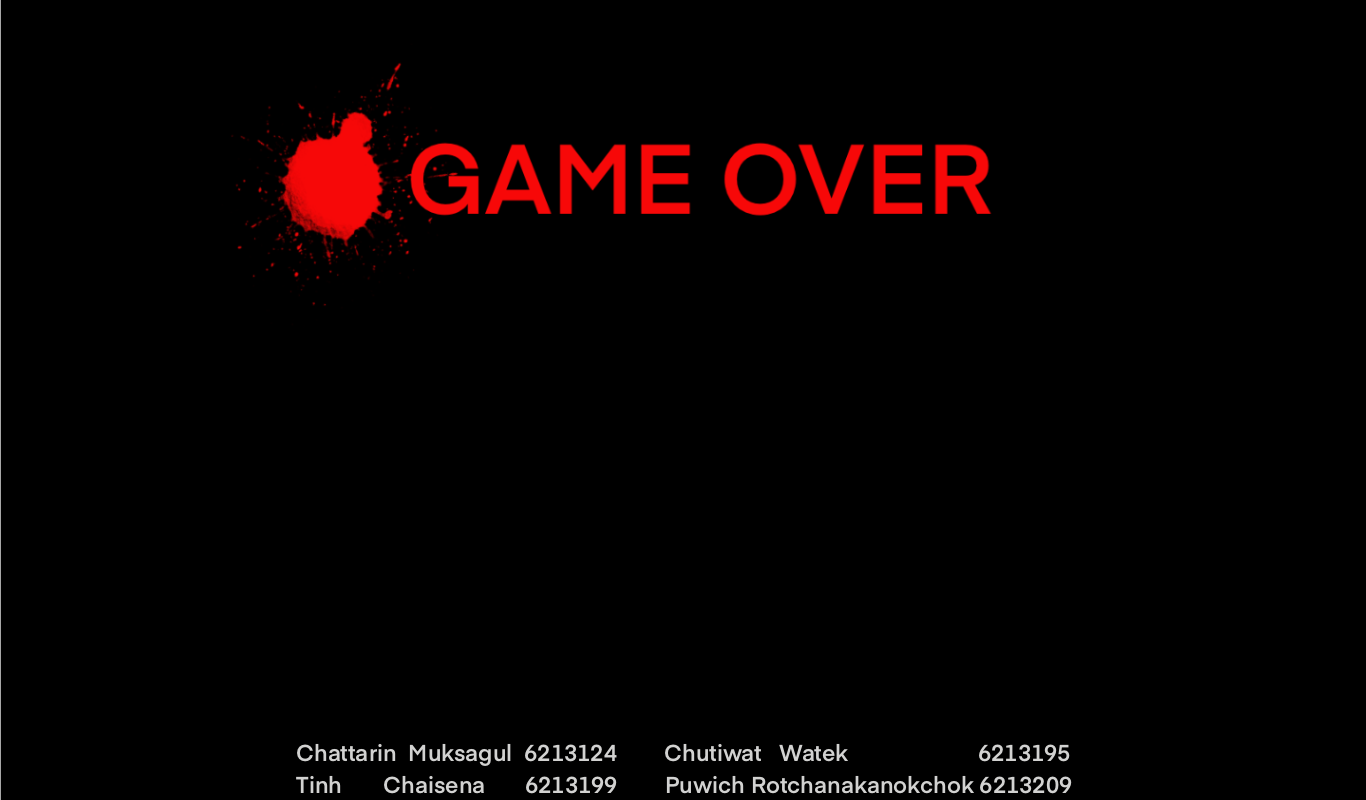 GAME OVER
Chattarin Muksagul 6213124 Chutiwat Watek 6213195
Tinh Chaisena 6213199 Puwich Rotchanakanokchok 6213209